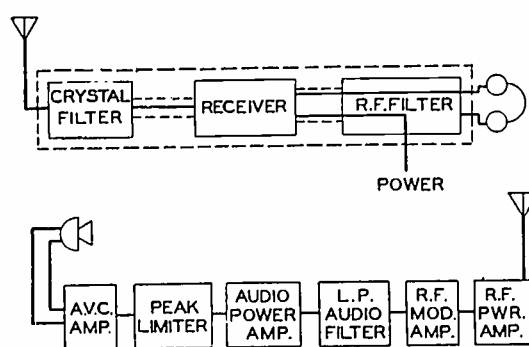 CRYSTAL
FILTER
RECEIVER
R.F. FILTER
POWER
A.V.C.
AMP.
PEAK
LIMITER
AUDIO
POWER
AMP.
L.P.
AUDIO
FILTER
R.F.
MOD.
AMP.
R.F.
PWR.
AMP.